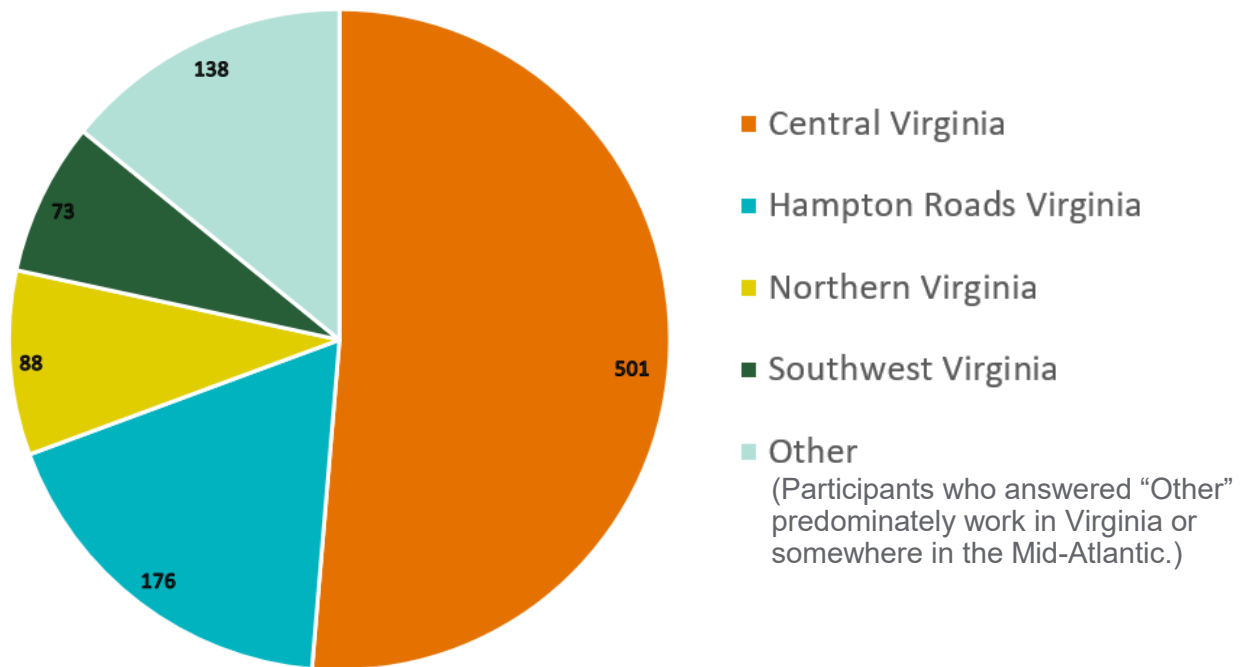 138
73
88
176
501
Central Virginia
Hampton Roads Virginia
Northern Virginia
Southwest Virginia
Other
(Participants who answered “Other”
predominately work in Virginia or
somewhere in the Mid-Atlantic.)